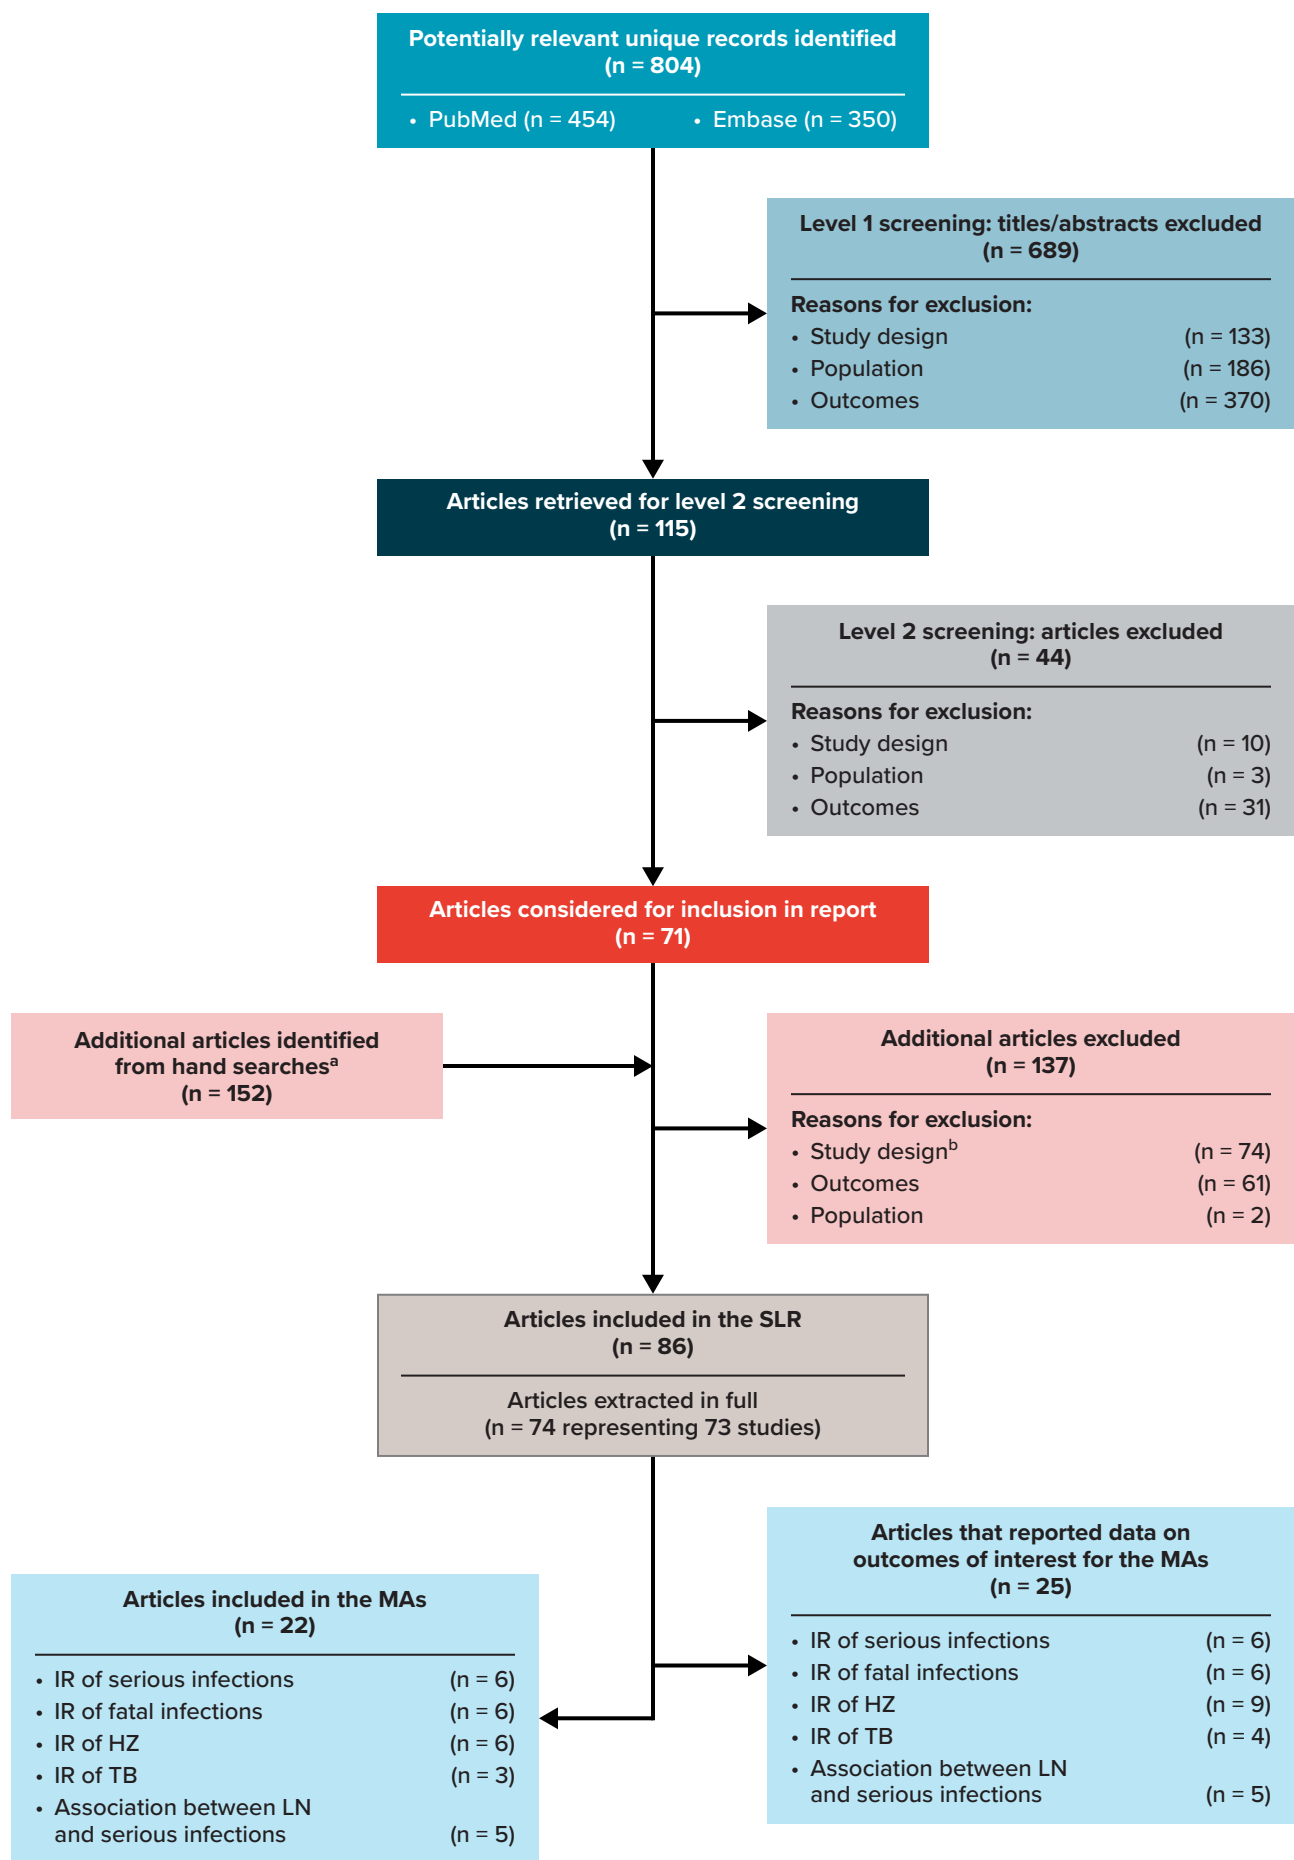 Potentially relevant unique records identified
(n = 804)
• PubMed (n = 454) • Embase (n = 350)
Level 1 screening: titles/abstracts excluded
(n = 689)
Reasons for exclusion:
• Study design (n = 133)
• Population (n = 186)
• Outcomes (n = 370)
Articles retrieved for level 2 screening
(n = 115)
Level 2 screening: articles excluded
(n = 44)
Reasons for exclusion:
• Study design (n = 10)
• Population (n = 3)
• Outcomes (n = 31)
Articles considered for inclusion in report
(n = 71)
Additional articles identified
from hand searchesᵃ
(n = 152)
Additional articles excluded
(n = 137)
Reasons for exclusion:
• Study designᵇ (n = 74)
• Outcomes (n = 61)
• Population (n = 2)
Articles included in the SLR
(n = 86)
Articles extracted in full
(n = 74 representing 73 studies)
Articles that reported data on
outcomes of interest for the MAs
(n = 25)
• IR of serious infections (n = 6)
• IR of fatal infections (n = 6)
• IR of HZ (n = 9)
• IR of TB (n = 4)
• Association between LN
and serious infections (n = 5)
Articles included in the MAs
(n = 22)
• IR of serious infections (n = 6)
• IR of fatal infections (n = 6)
• IR of HZ (n = 6)
• IR of TB (n = 3)
• Association between LN
and serious infections (n = 5)